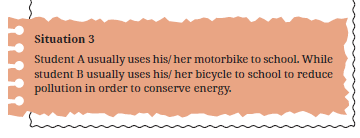 Situation 3
Student A usually uses his/ her motorbike to school. While
student B usually uses his/ her bicycle to school to reduce
pollution in order to conserve energy.